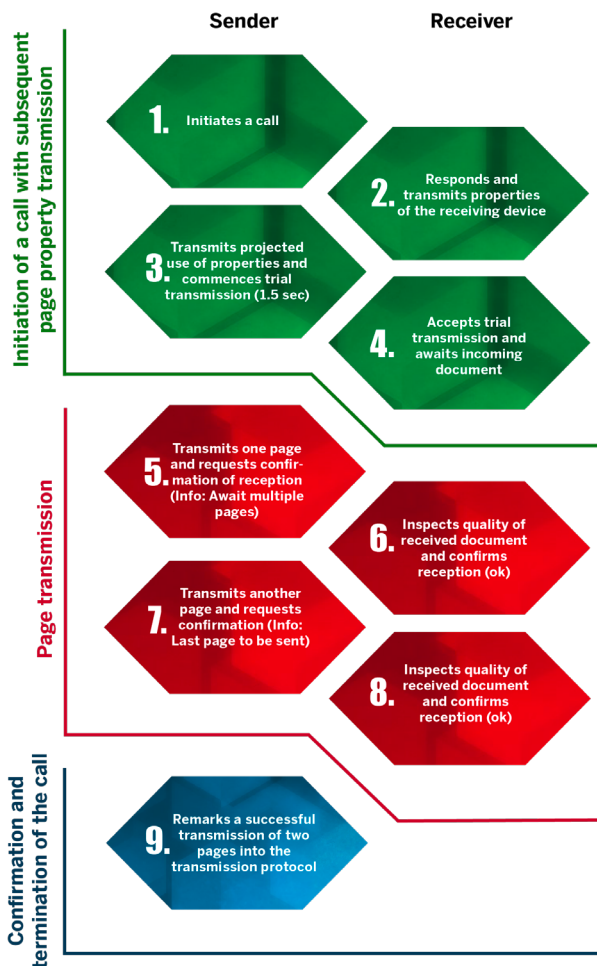 Sender
Receiver
Initiation of a call with subsequent
page property transmission
1.
Initiates a call
2.
Responds and
transmits properties
of the receiving device
3.
Transmits projected
use of properties and
commences trial
transmission (1.5 sec)
4.
Accepts trial
transmission and
awaits incoming
document
Page transmission
5.
Transmits one page
and requests confir-
mation of reception
(Info: Await multiple
pages)
6.
Inspects quality of
received document
and confirms
reception (ok)
7.
Transmits another
page and requests
confirmation (Info:
Last page to be sent)
8.
Inspects quality of
received document
and confirms
reception (ok)
Confirmation and
termination of the call
9.
Remarks a successful
transmission of two
pages into the
transmission protocol